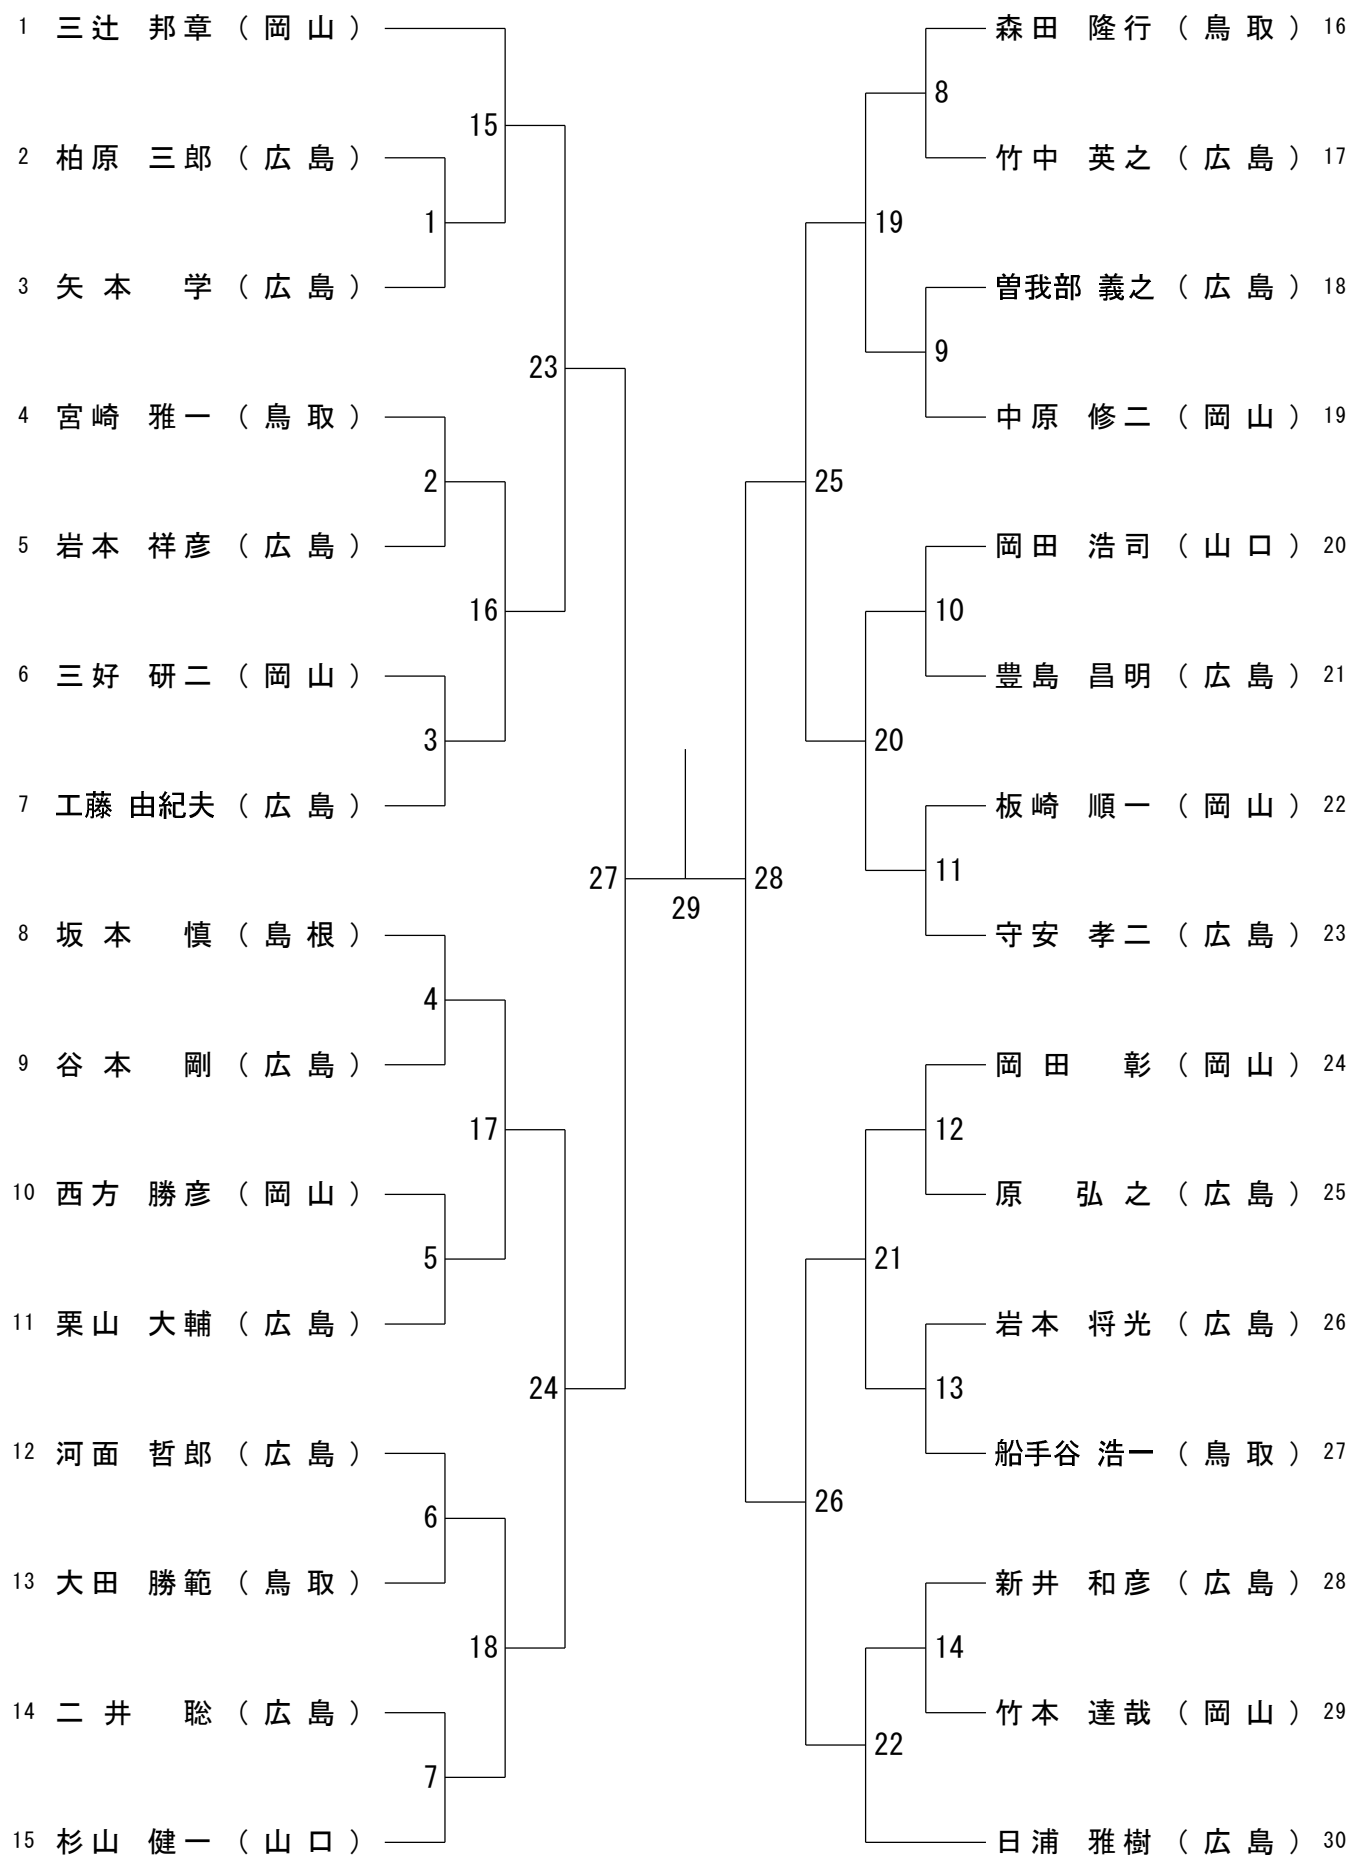 1 三辻 邦章 (岡山)
2 柏原 三郎 (広島)
3 矢本 学 (広島)
4 宮崎 雅一 (鳥取)
5 岩本 祥彦 (広島)
6 三好 研二 (岡山)
7 工藤 由紀夫 (広島)
8 坂本 慎 (島根)
9 谷本 剛 (広島)
10 西方 勝彦 (岡山)
11 栗山 大輔 (広島)
12 河面 哲郎 (広島)
13 大田 勝範 (鳥取)
14 二井 聡 (広島)
15 杉山 健一 (山口)
1
2
3
4
5
6
7
15
16
17
18
23
24
27
29
28
25
26
19
20
21
22
8
9
10
11
12
13
14
森田 隆行 (鳥取) 16
竹中 英之 (広島) 17
曽我部 義之 (広島) 18
中原 修二 (岡山) 19
岡田 浩司 (山口) 20
豊島 昌明 (広島) 21
板崎 順一 (岡山) 22
守安 孝二 (広島) 23
岡田 彰 (岡山) 24
原 弘之 (広島) 25
岩本 将光 (広島) 26
船手谷 浩一 (鳥取) 27
新井 和彦 (広島) 28
竹本 達哉 (岡山) 29
日浦 雅樹 (広島) 30